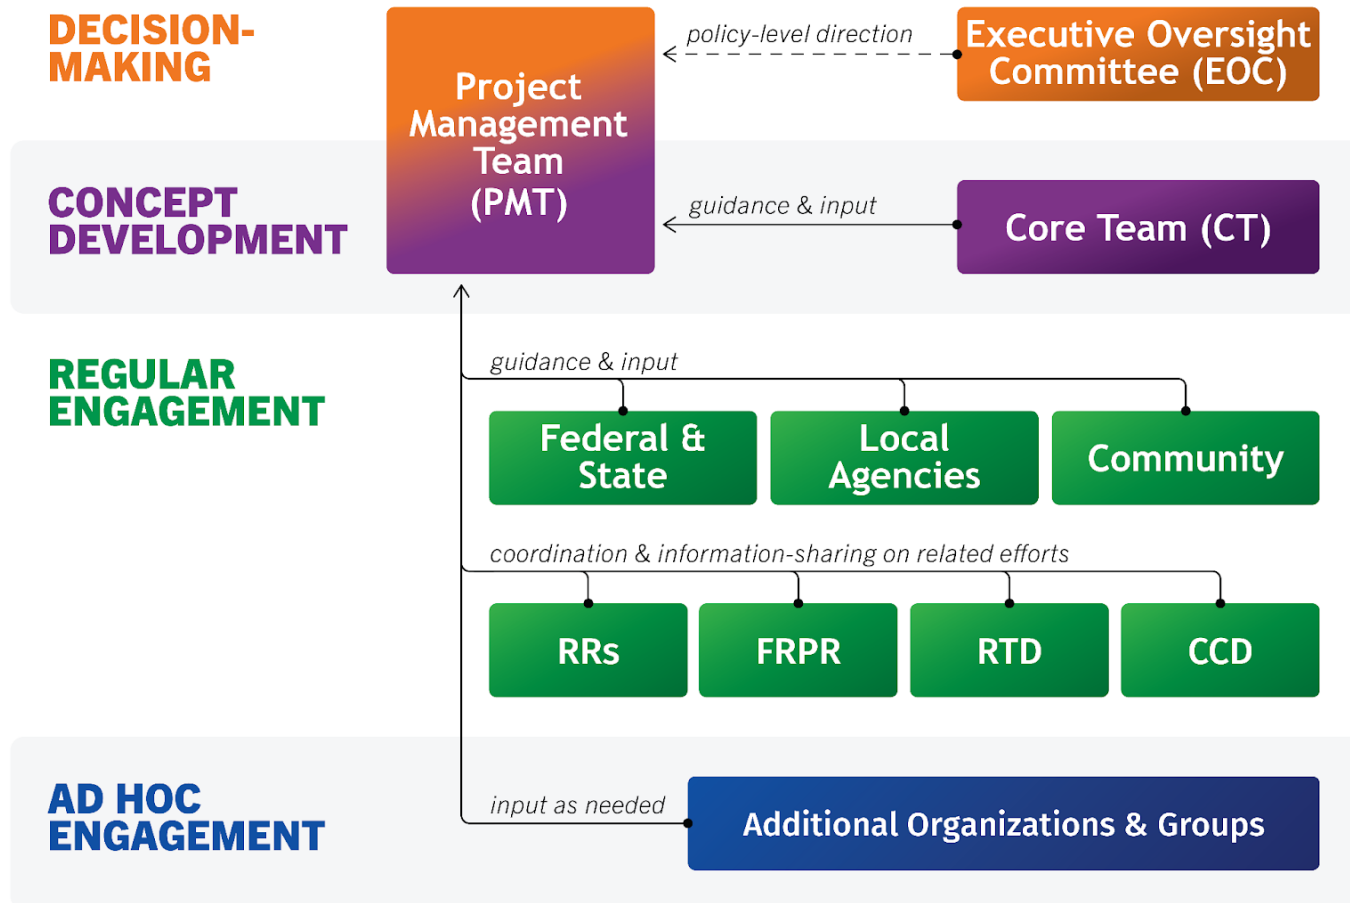 DECISION-
MAKING
Project
Management
Team
(PMT)
policy-level direction
Executive Oversight
Committee (EOC)
CONCEPT
DEVELOPMENT
guidance & input
Core Team (CT)
REGULAR
ENGAGEMENT
guidance & input
Federal &
State
Local
Agencies
Community
coordination & information-sharing on related efforts
RRs
FRPR
RTD
CCD
AD HOC
ENGAGEMENT
input as needed
Additional Organizations & Groups